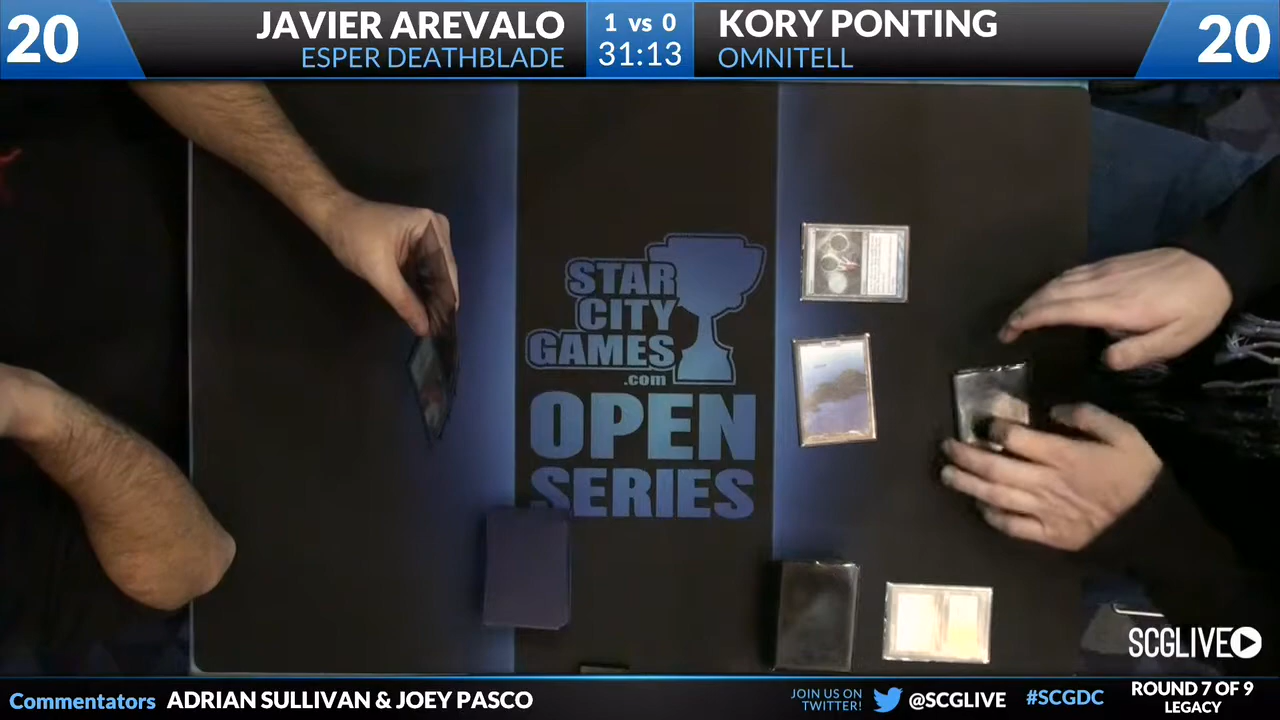 20
JAVIER AREVALO
ESPER DEATHBLADE
1 vs 0
31:13
KORY PONTING
OMNITELL
20
STAR
CITY
GAMES
.com
OPEN
SERIES
SCGLIVE
Commentators ADRIAN SULLIVAN & JOEY PASCO
JOIN US ON
TWITTER!
@SCGLIVE
#SCGDC
ROUND 7 OF 9
LEGACY